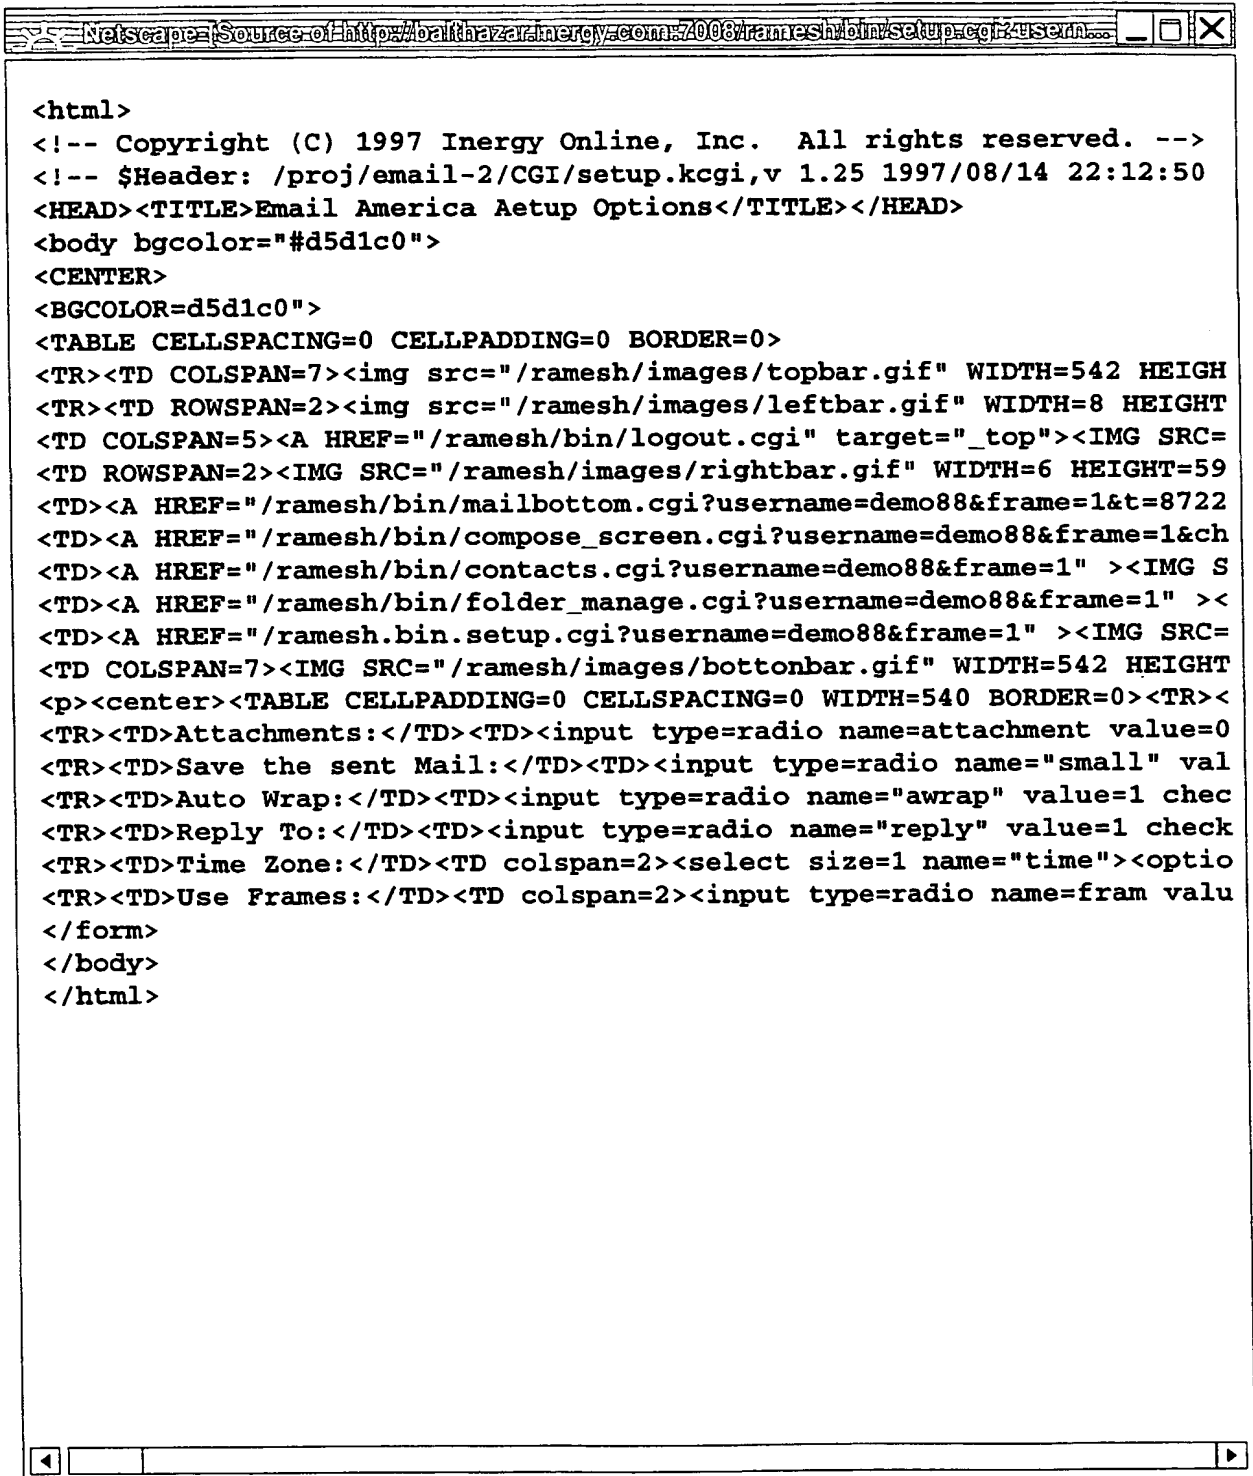 Netscape-[Source of http://balthazar.inergy.com:7008/ramesh/bin/setup.cgi?usern...
<html>
<!-- Copyright (C) 1997 Inergy Online, Inc.  All rights reserved. -->
<!-- $Header: /proj/email-2/CGI/setup.kcgi,v 1.25 1997/08/14 22:12:50
<HEAD><TITLE>Email America Aetup Options</TITLE></HEAD>
<body bgcolor="#d5d1c0">
<CENTER>
<BGCOLOR=d5d1c0">
<TABLE CELLSPACING=0 CELLPADDING=0 BORDER=0>
<TR><TD COLSPAN=7><img src="/ramesh/images/topbar.gif" WIDTH=542 HEIGH
<TR><TD ROWSPAN=2><img src="/ramesh/images/leftbar.gif" WIDTH=8 HEIGHT
<TD COLSPAN=5><A HREF="/ramesh/bin/logout.cgi" target="_top"><IMG SRC=
<TD ROWSPAN=2><IMG SRC="/ramesh/images/rightbar.gif" WIDTH=6 HEIGHT=59
<TD><A HREF="/ramesh/bin/mailbottom.cgi?username=demo88&frame=1&t=8722
<TD><A HREF="/ramesh/bin/compose_screen.cgi?username=demo88&frame=1&ch
<TD><A HREF="/ramesh/bin/contacts.cgi?username=demo88&frame=1" ><IMG S
<TD><A HREF="/ramesh/bin/folder_manage.cgi?username=demo88&frame=1" ><
<TD><A HREF="/ramesh.bin.setup.cgi?username=demo88&frame=1" ><IMG SRC=
<TD COLSPAN=7><IMG SRC="/ramesh/images/bottonbar.gif" WIDTH=542 HEIGHT
<p><center><TABLE CELLPADDING=0 CELLSPACING=0 WIDTH=540 BORDER=0><TR><
<TR><TD>Attachments:</TD><TD><input type=radio name=attachment value=0
<TR><TD>Save the sent Mail:</TD><TD><input type=radio name="small" val
<TR><TD>Auto Wrap:</TD><TD><input type=radio name="awrap" value=1 chec
<TR><TD>Reply To:</TD><TD><input type=radio name="reply" value=1 check
<TR><TD>Time Zone:</TD><TD colspan=2><select size=1 name="time"><optio
<TR><TD>Use Frames:</TD><TD colspan=2><input type=radio name=fram valu
</form>
</body>
</html>